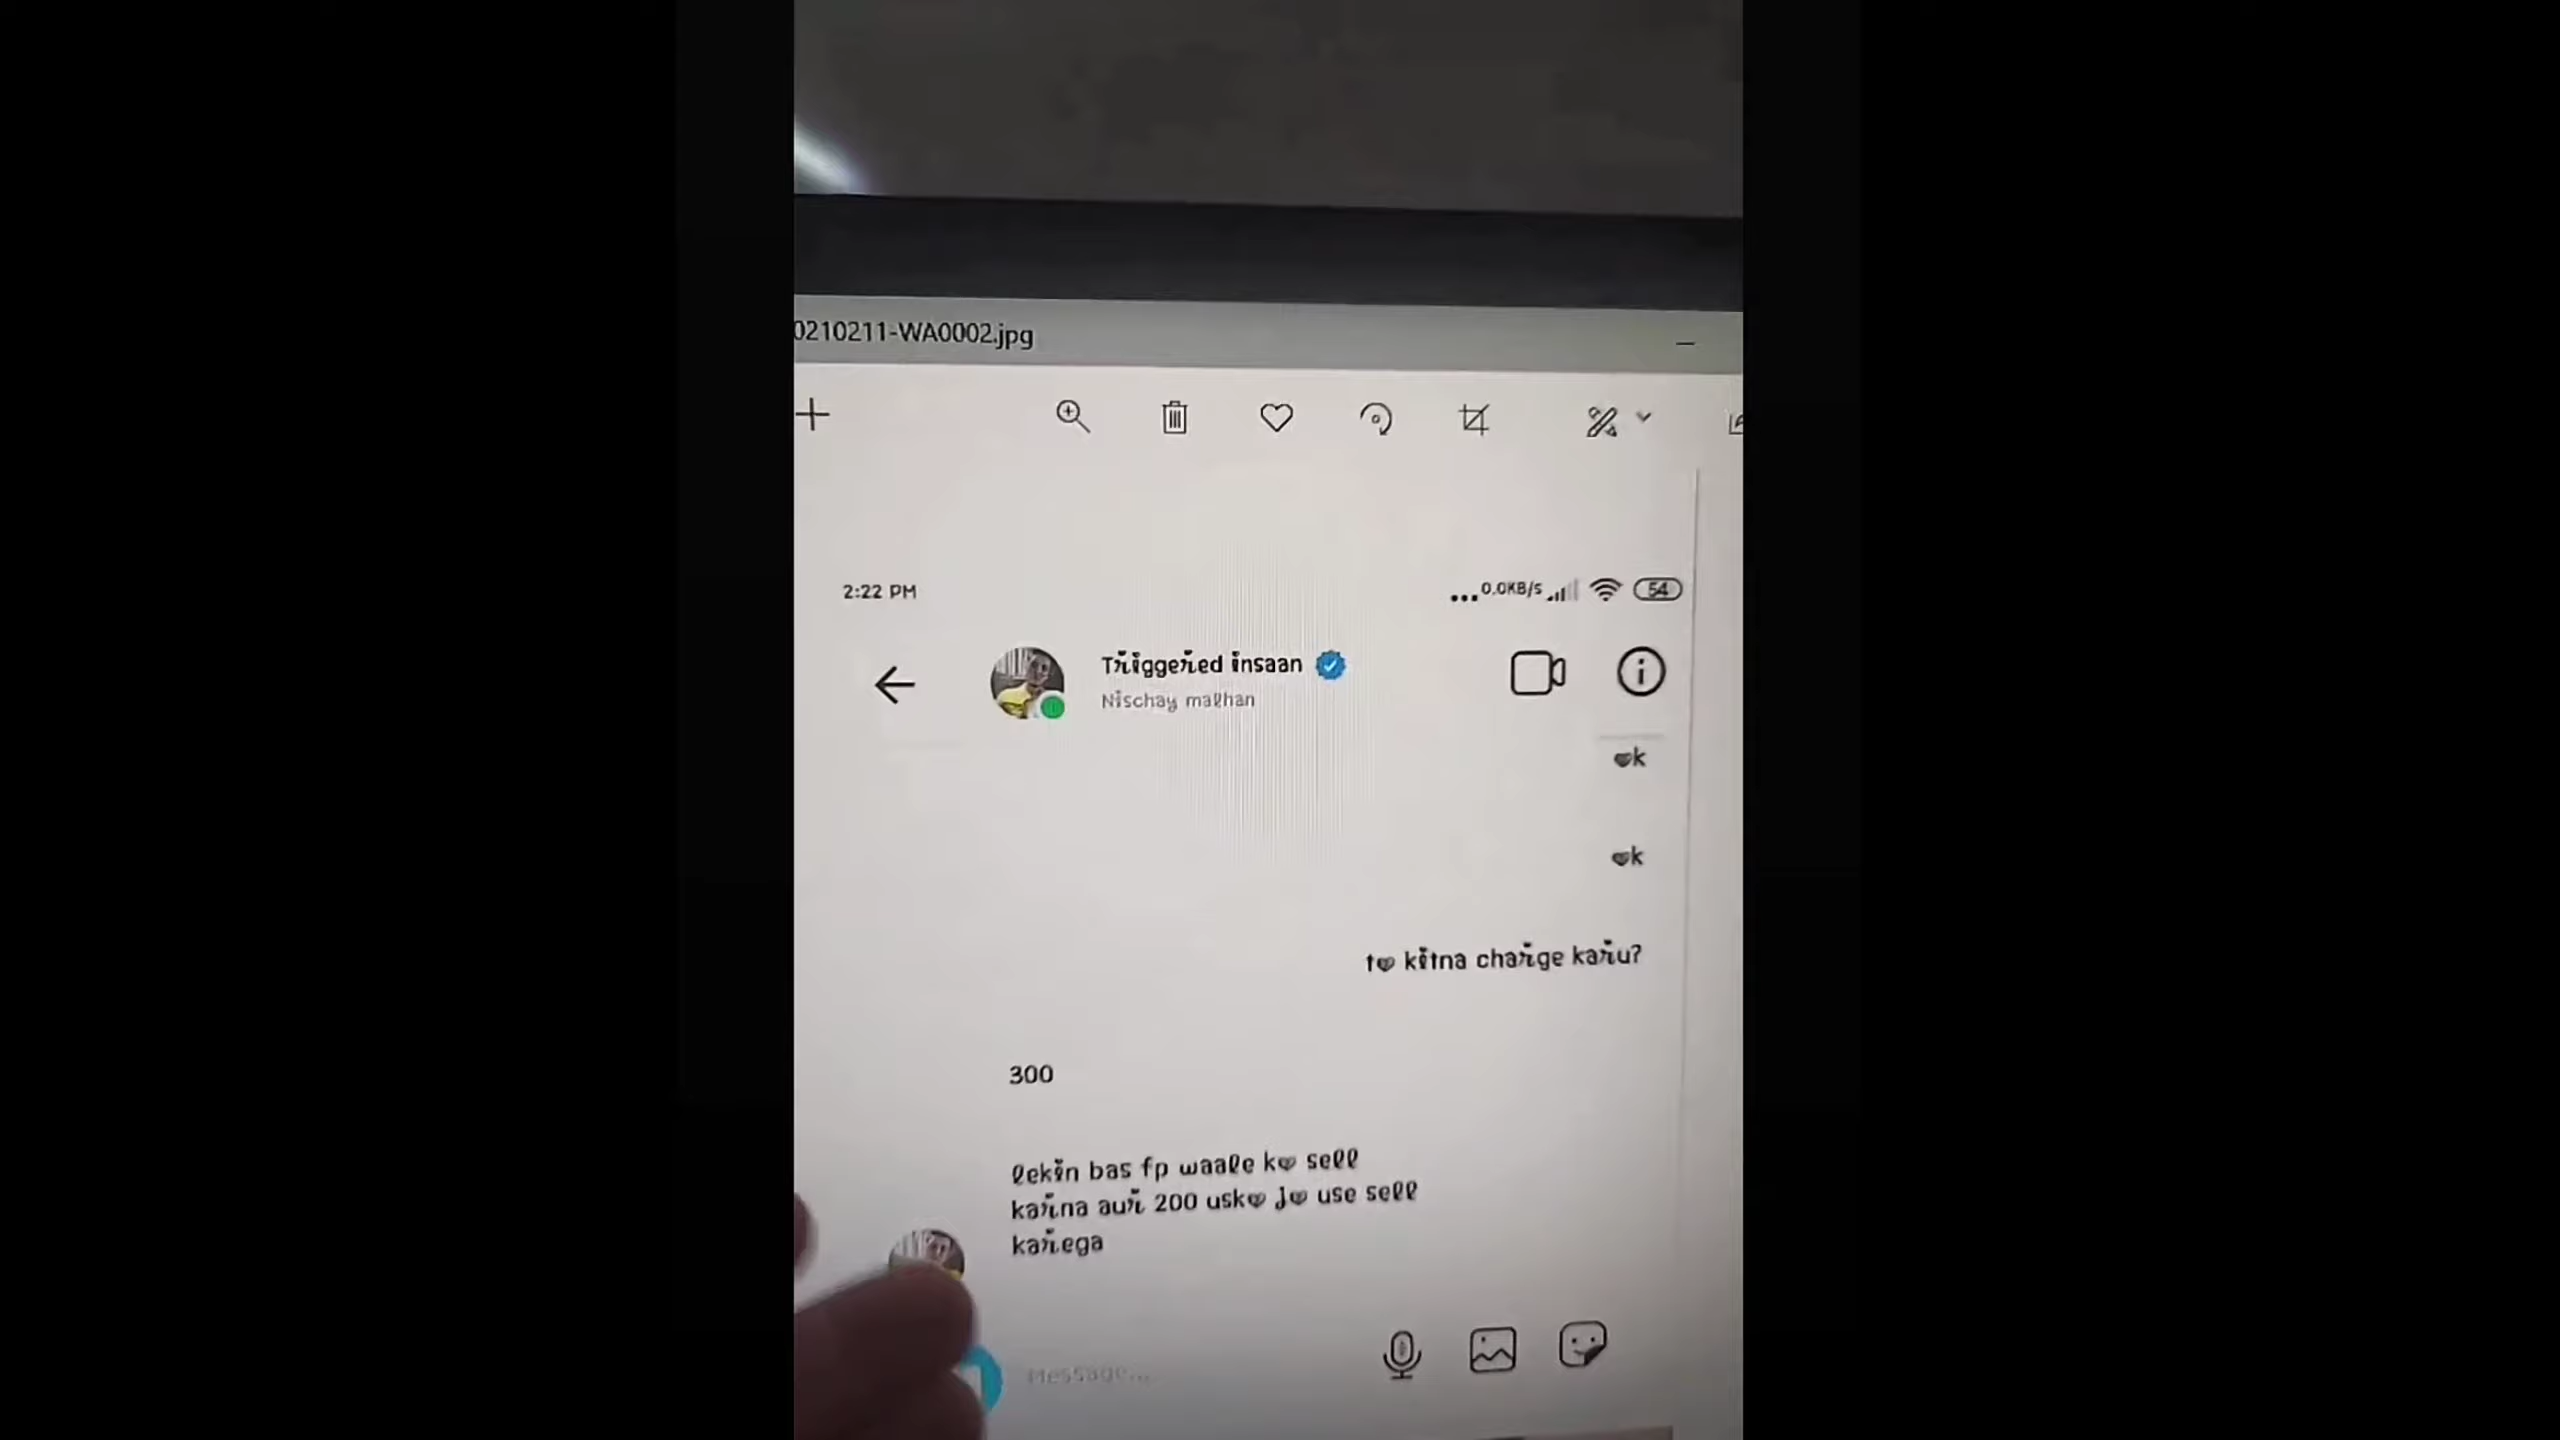 0210211-WA0002.jpg
2:22 PM
...0.0KB/S 54
Triggered insaan
Nischay malhan
ok
ok
to kitna charge karu?
300
lekin bas fp waale ko sell
karna aur 200 usko jo use sell
karega
Message...